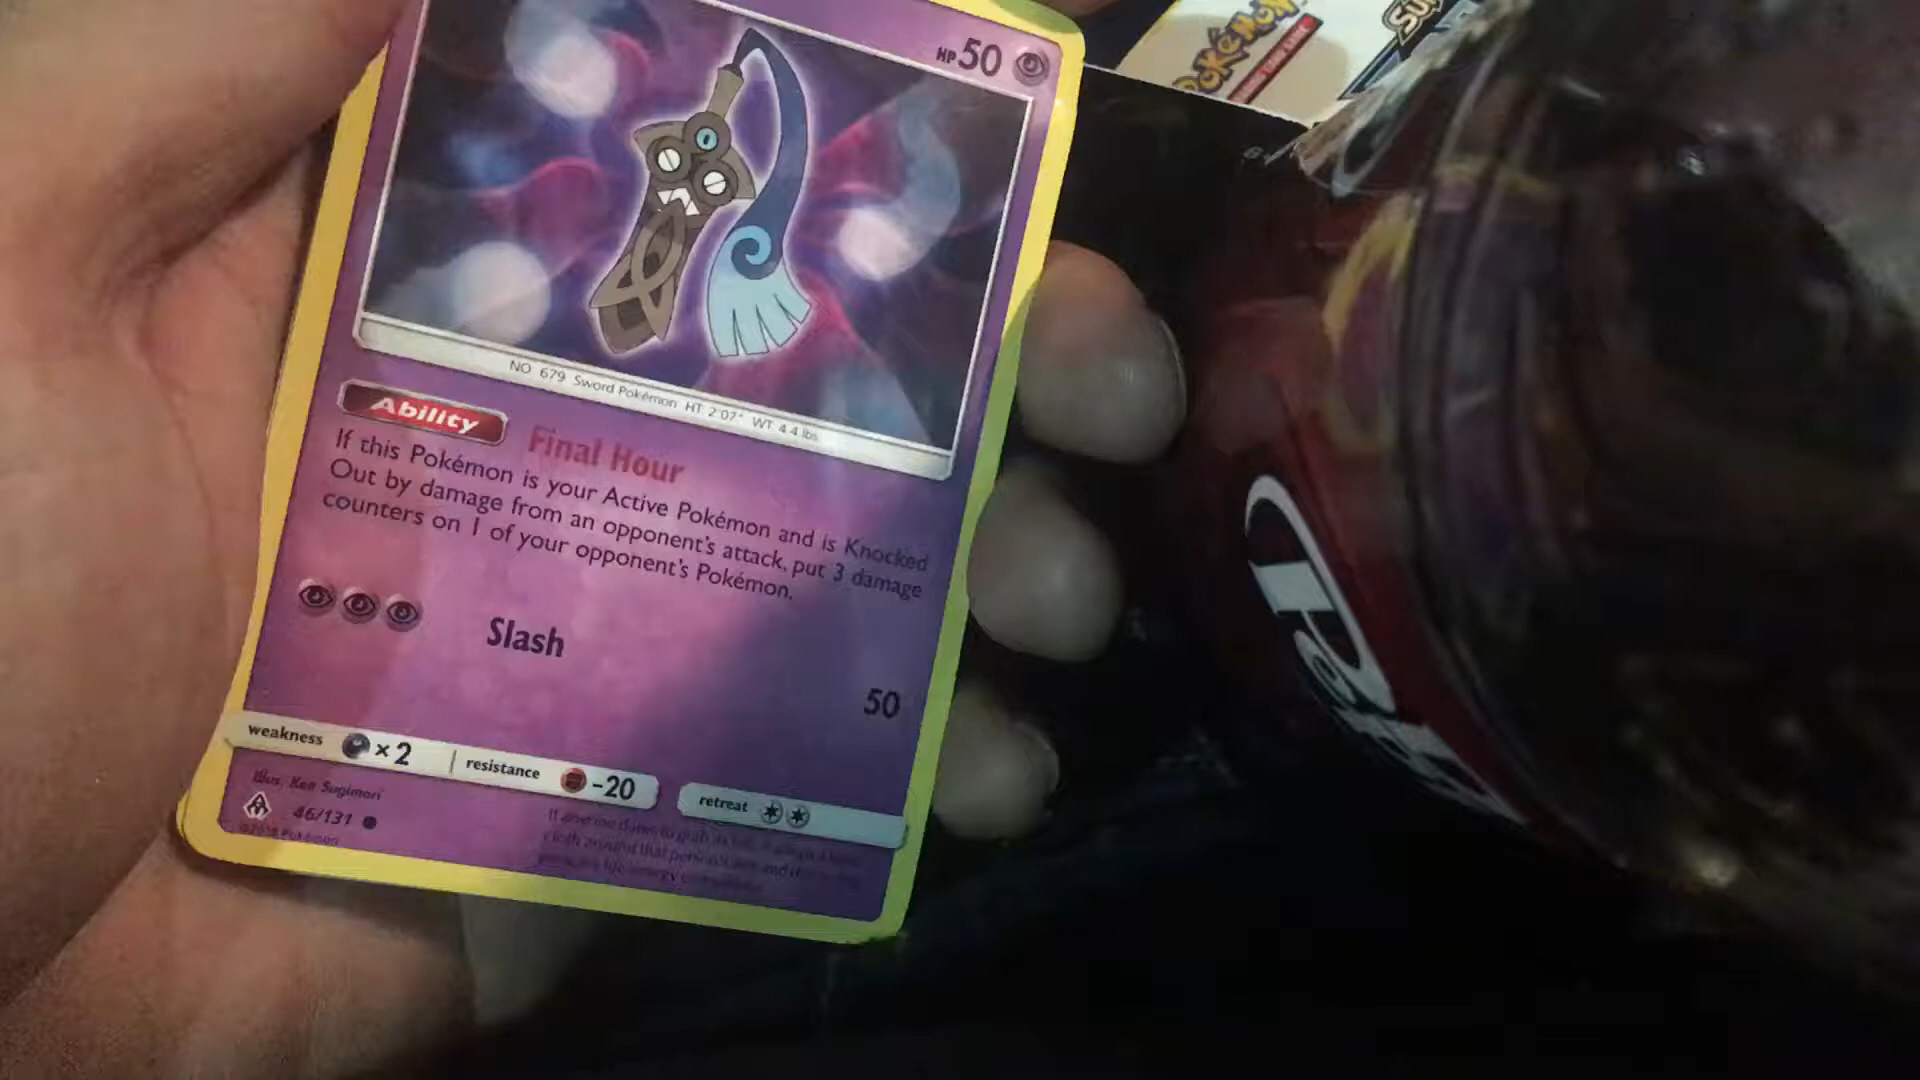 HP 50
POKéMON
NO. 679 Sword Pokémon HT: 2'07" WT: 4.4 lbs.
Ability Final Hour
If this Pokémon is your Active Pokémon and is Knocked
Out by damage from an opponent's attack, put 3 damage
counters on 1 of your opponent's Pokémon.
Slash
50
weakness ×2 resistance -20 retreat
Illus. Ken Sugimori
46/131
©2018 Pokémon